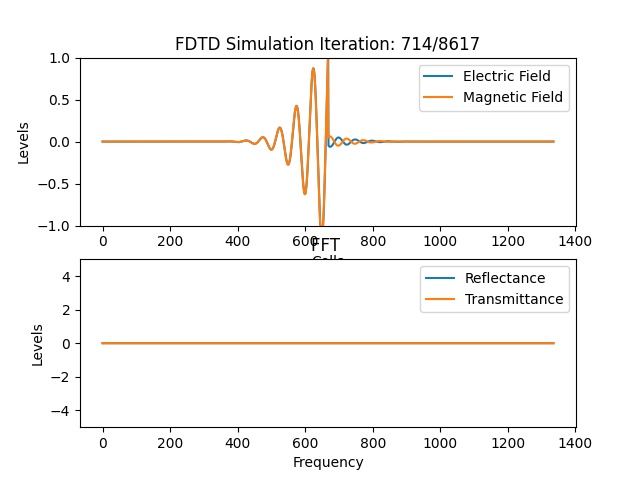 FDTD Simulation Iteration: 714/8617
1.0
0.5
0.0
−0.5
−1.0
Levels
Electric Field
Magnetic Field
0 200 400 600 800 1000 1200 1400
Cells
FFT
4
2
0
−2
−4
Levels
Reflectance
Transmittance
0 200 400 600 800 1000 1200 1400
Frequency